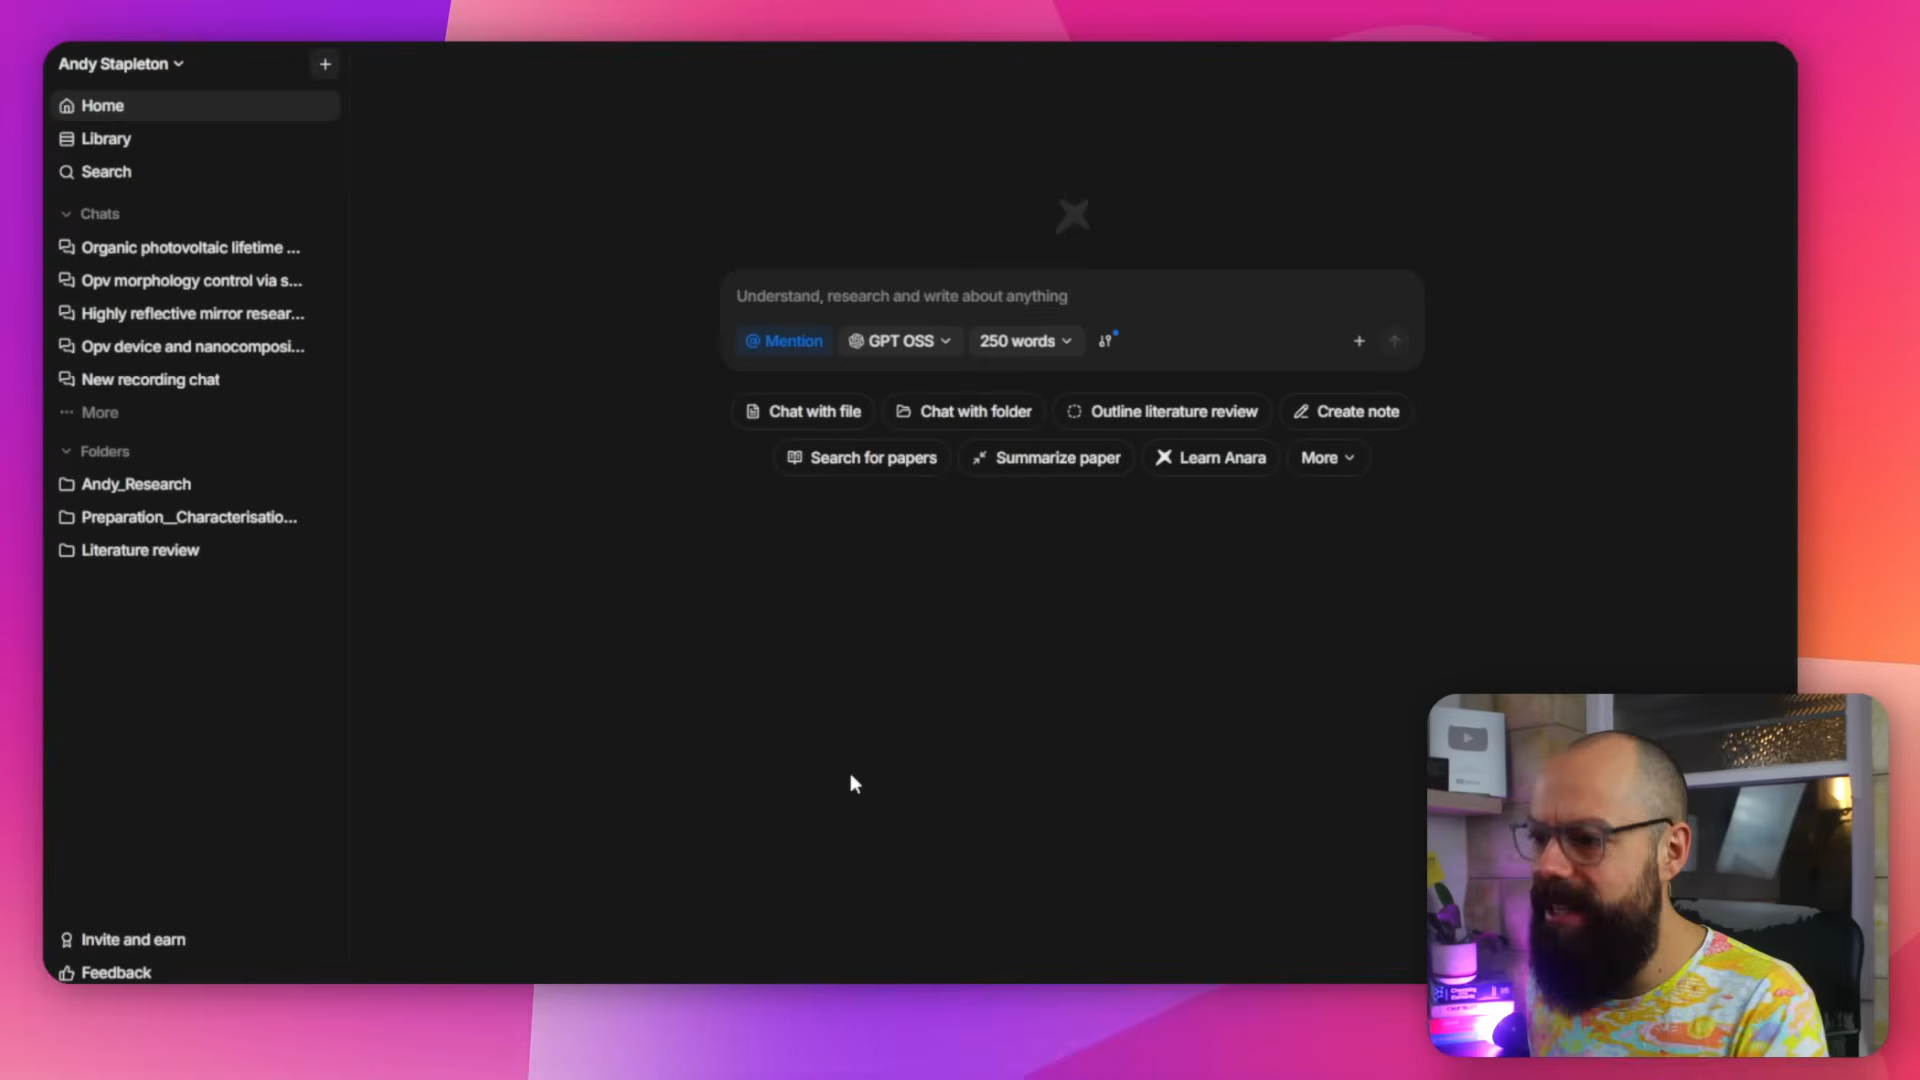 Andy Stapleton
Home
Library
Search
Chats
Organic photovoltaic lifetime ...
Opv morphology control via s...
Highly reflective mirror resear...
Opv device and nanocomposi...
New recording chat
More
Folders
Andy_Research
Preparation__Characterisatio...
Literature review
Invite and earn
Feedback
Understand, research and write about anything
@ Mention
GPT OSS
250 words
Chat with file
Chat with folder
Outline literature review
Create note
Search for papers
Summarize paper
Learn Anara
More